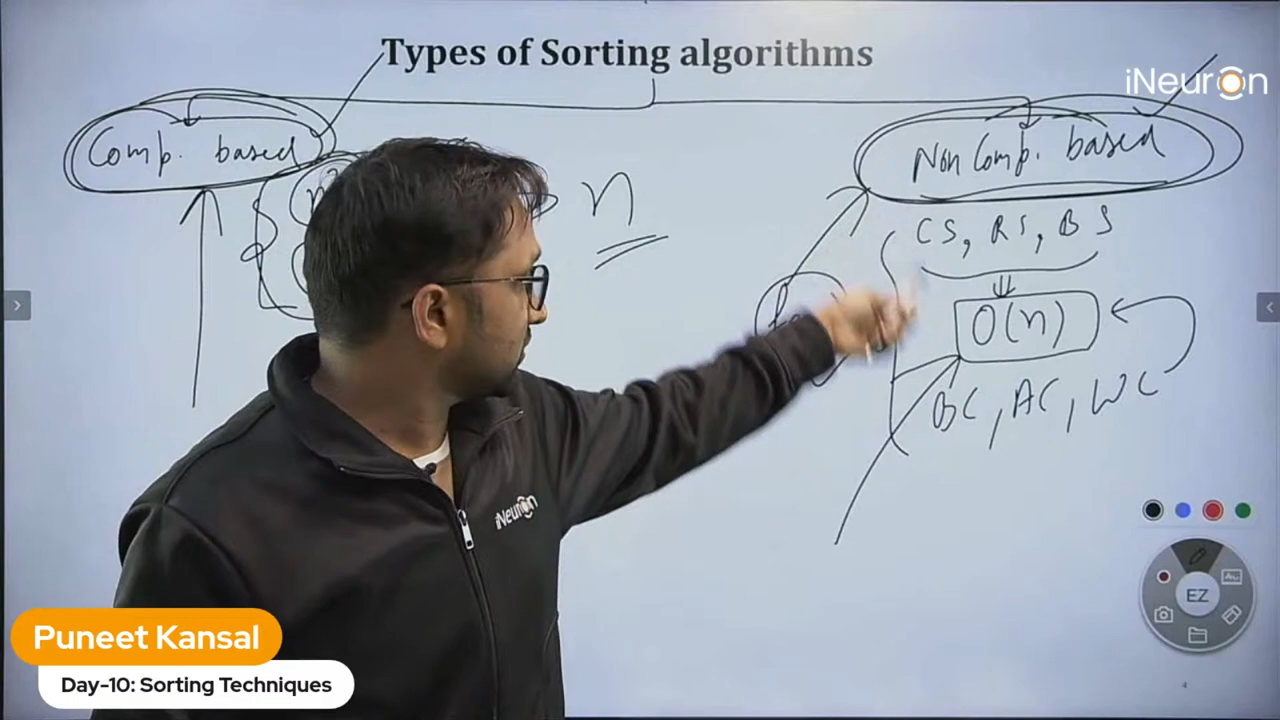 Types of Sorting algorithms
iNeuron
Comp. based
Non Comp. based
n
CS, RS, BS
O(n)
BC, AC, WC
iNeuron
EZ
Puneet Kansal
Day-10: Sorting Techniques
4